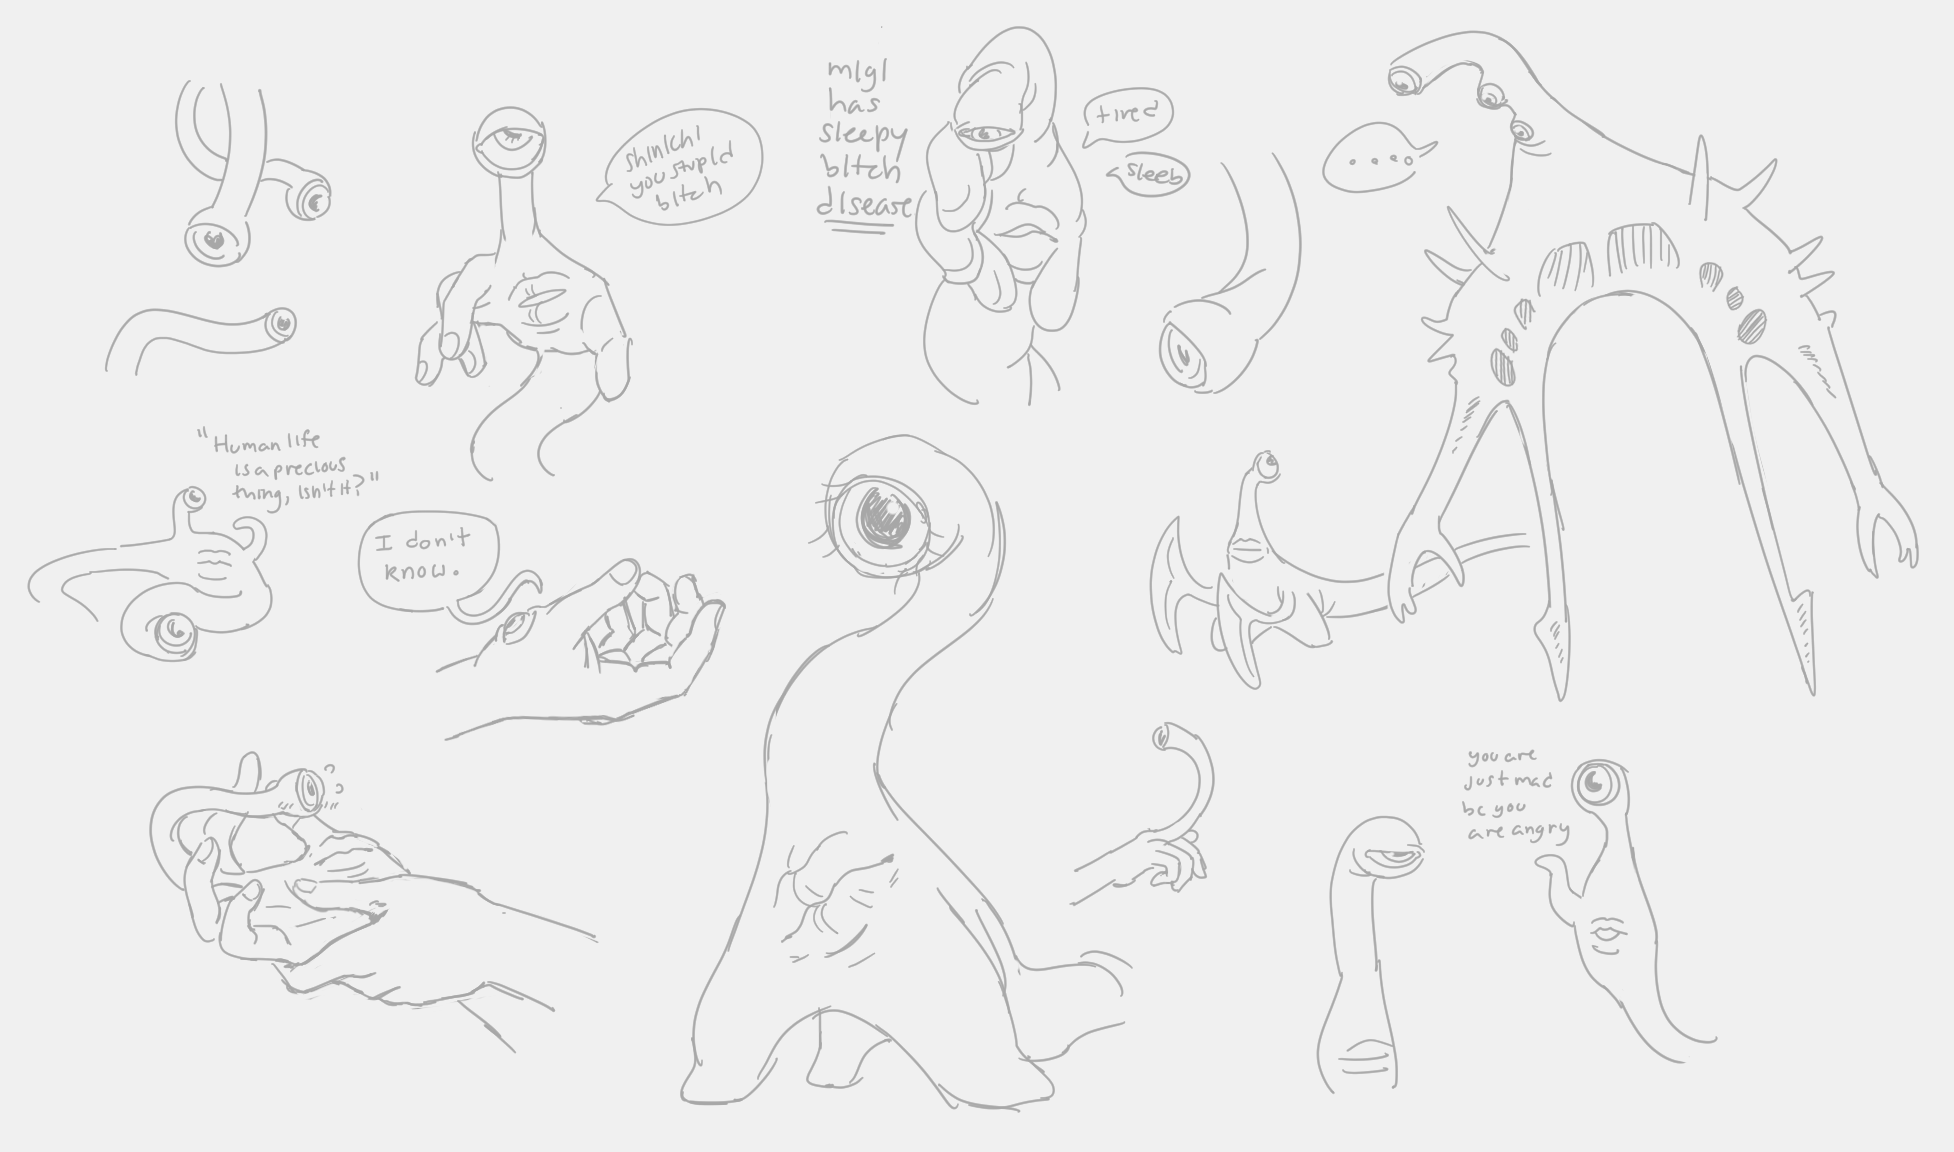 shinichi
you stupid
bitch
migi
has
sleepy
bitch
disease
tired
sleeb
....
"Human life
is a precious
thing, isn't it?"
I don't
know.
you are
just mad
bc you
are angry